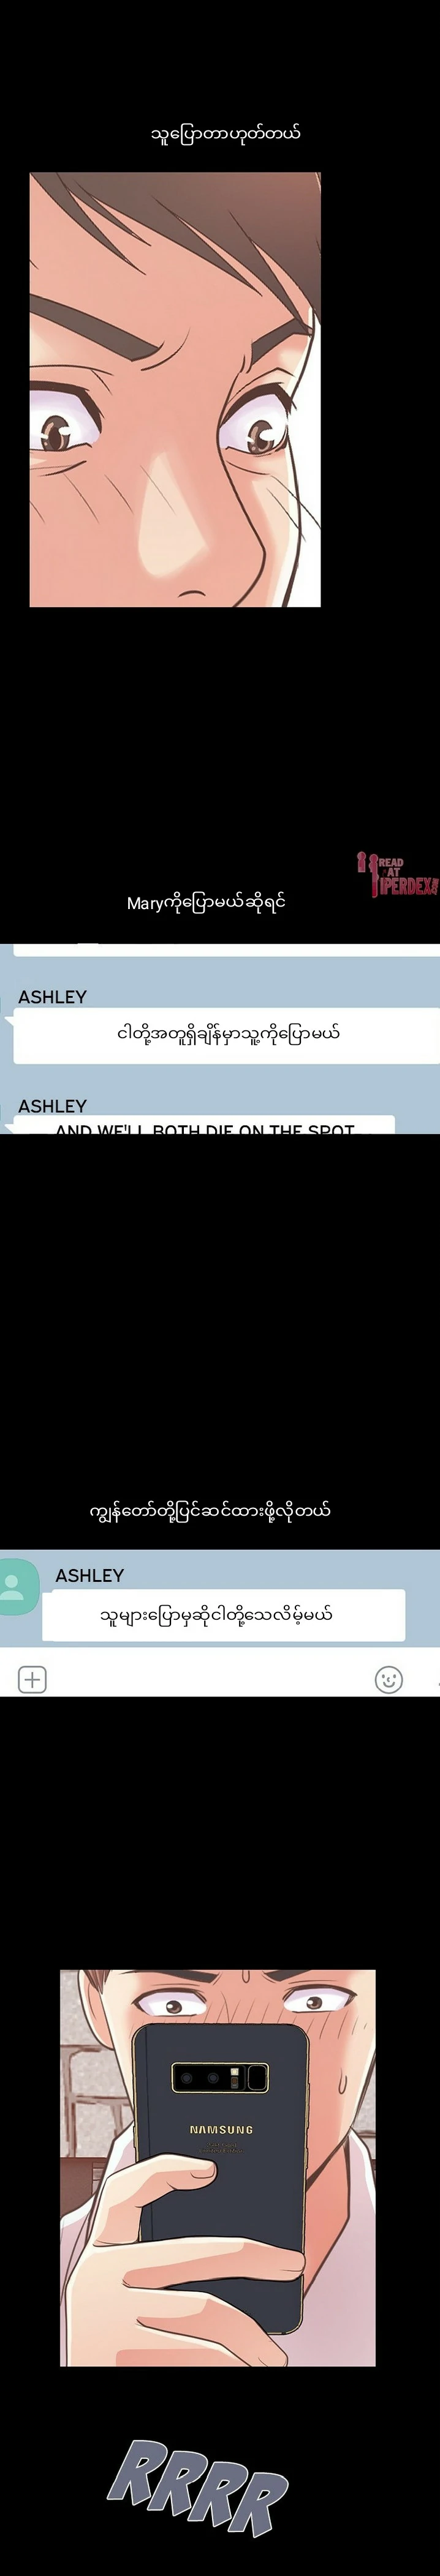 သူပြောတာဟုတ်တယ်
READ
AT
HIPERDEX
Maryကိုပြောမယ်ဆိုရင်
ASHLEY
ငါတို့အတူရှိချိန်မှာသူ့ကိုပြောမယ်
ASHLEY
AND WE'LL BOTH DIE ON THE SPOT
ကျွန်တော်တို့ပြင်ဆင်ထားဖို့လိုတယ်
ASHLEY
သူများပြောမှဆိုငါတို့သေလိမ့်မယ်
NAMSUNG
RRRR